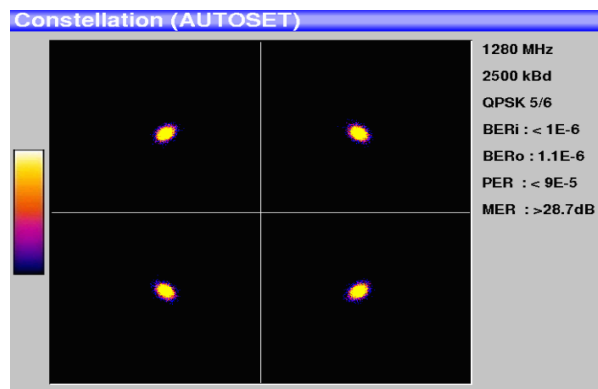 Constellation (AUTOSET)
1280 MHz
2500 kBd
QPSK 5/6
BERi : < 1E-6
BERo : 1.1E-6
PER : < 9E-5
MER : >28.7dB